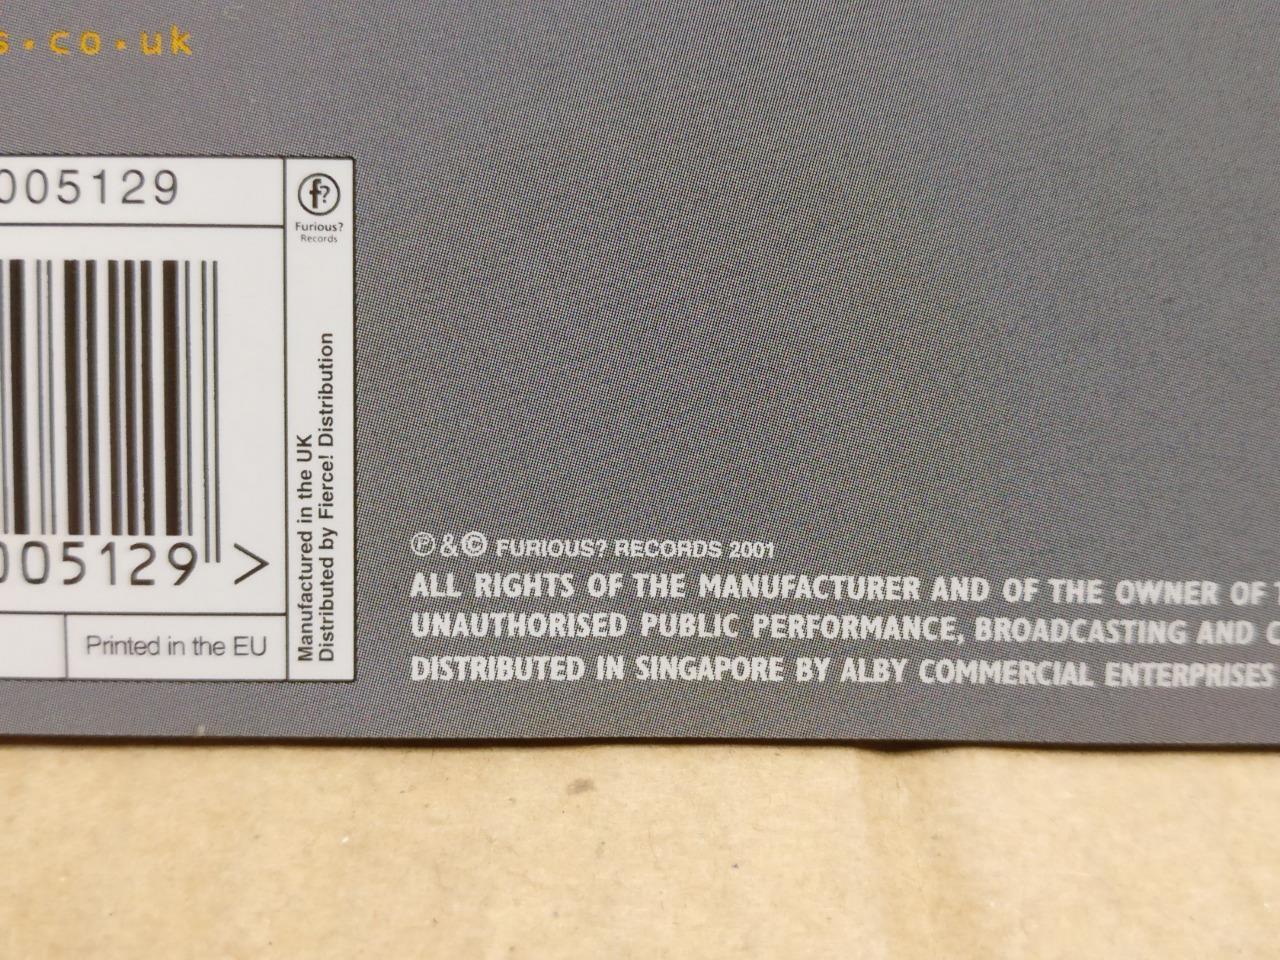 s.co.uk
005129
f?
Furious?
Records
Manufactured in the UK
Distributed by Fierce! Distribution
005129 >
Printed in the EU
℗ & © FURIOUS? RECORDS 2001
ALL RIGHTS OF THE MANUFACTURER AND OF THE OWNER OF
UNAUTHORISED PUBLIC PERFORMANCE, BROADCASTING AND
DISTRIBUTED IN SINGAPORE BY ALBY COMMERCIAL ENTERPRISES